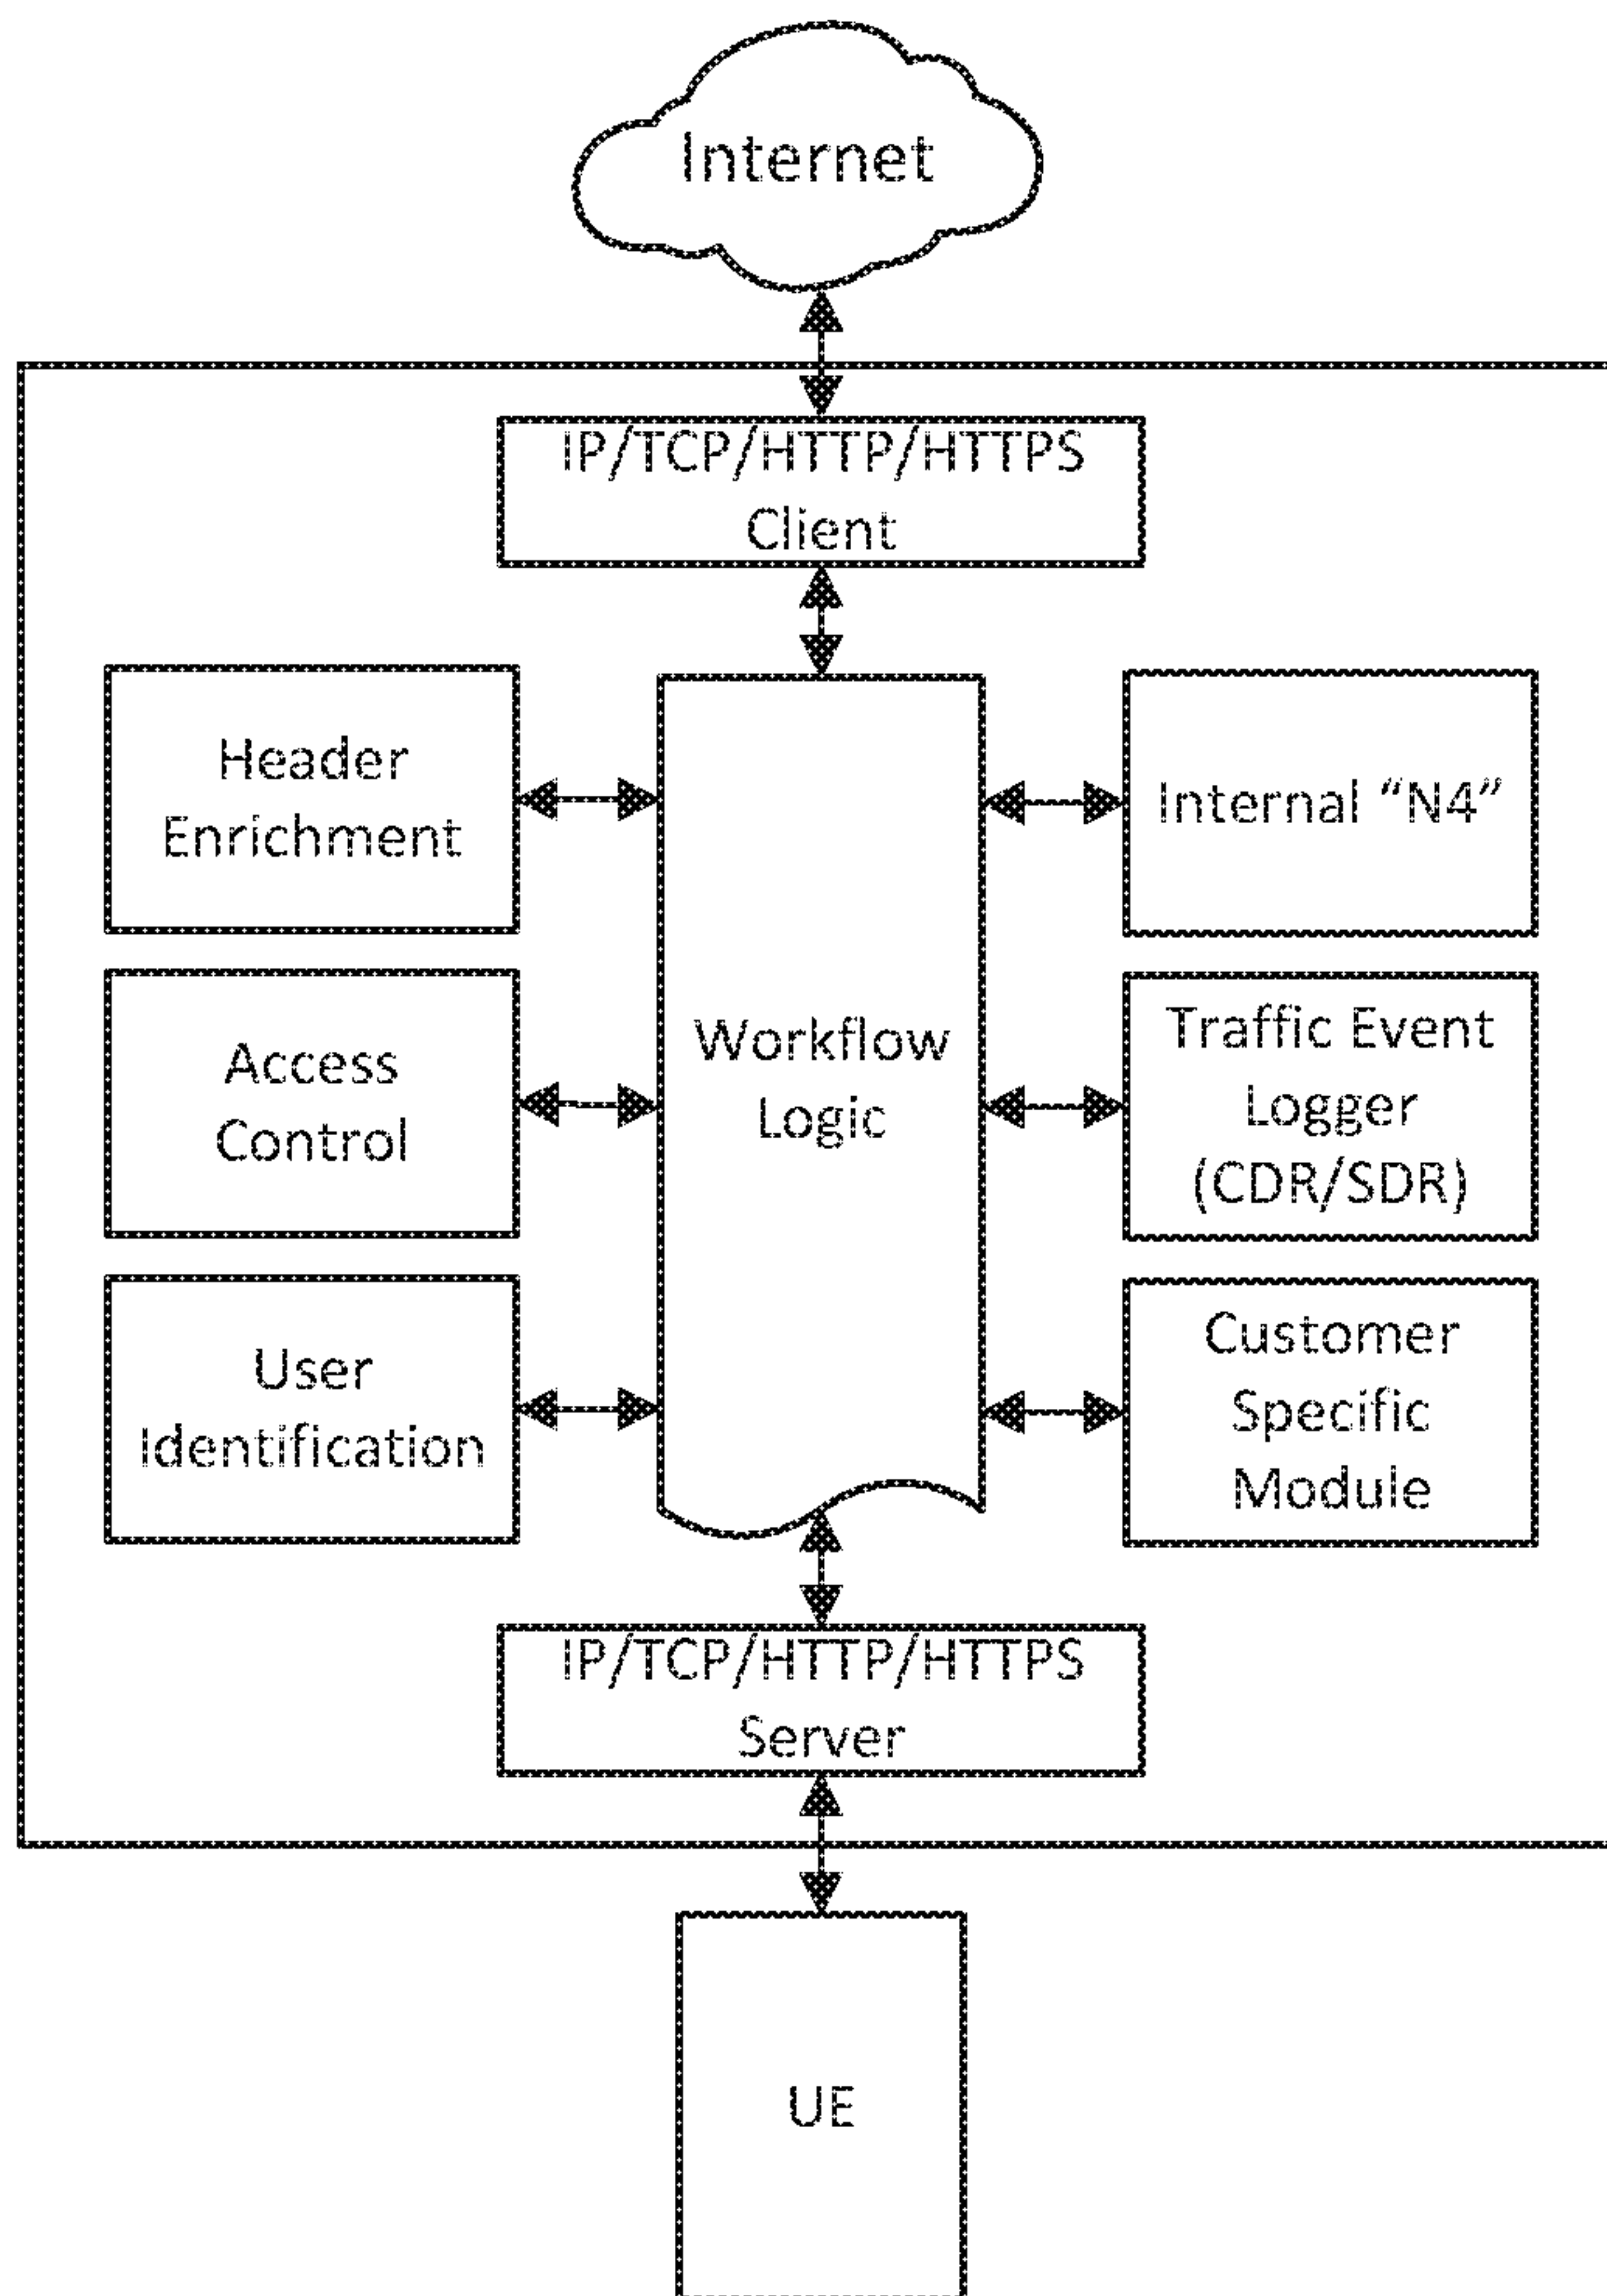 Internet
IP/TCP/HTTP/HTTPS
Client
Header
Enrichment
Internal “N4”
Access
Control
Workflow
Logic
Traffic Event
Logger
(CDR/SDR)
User
Identification
Customer
Specific
Module
IP/TCP/HTTP/HTTPS
Server
UE